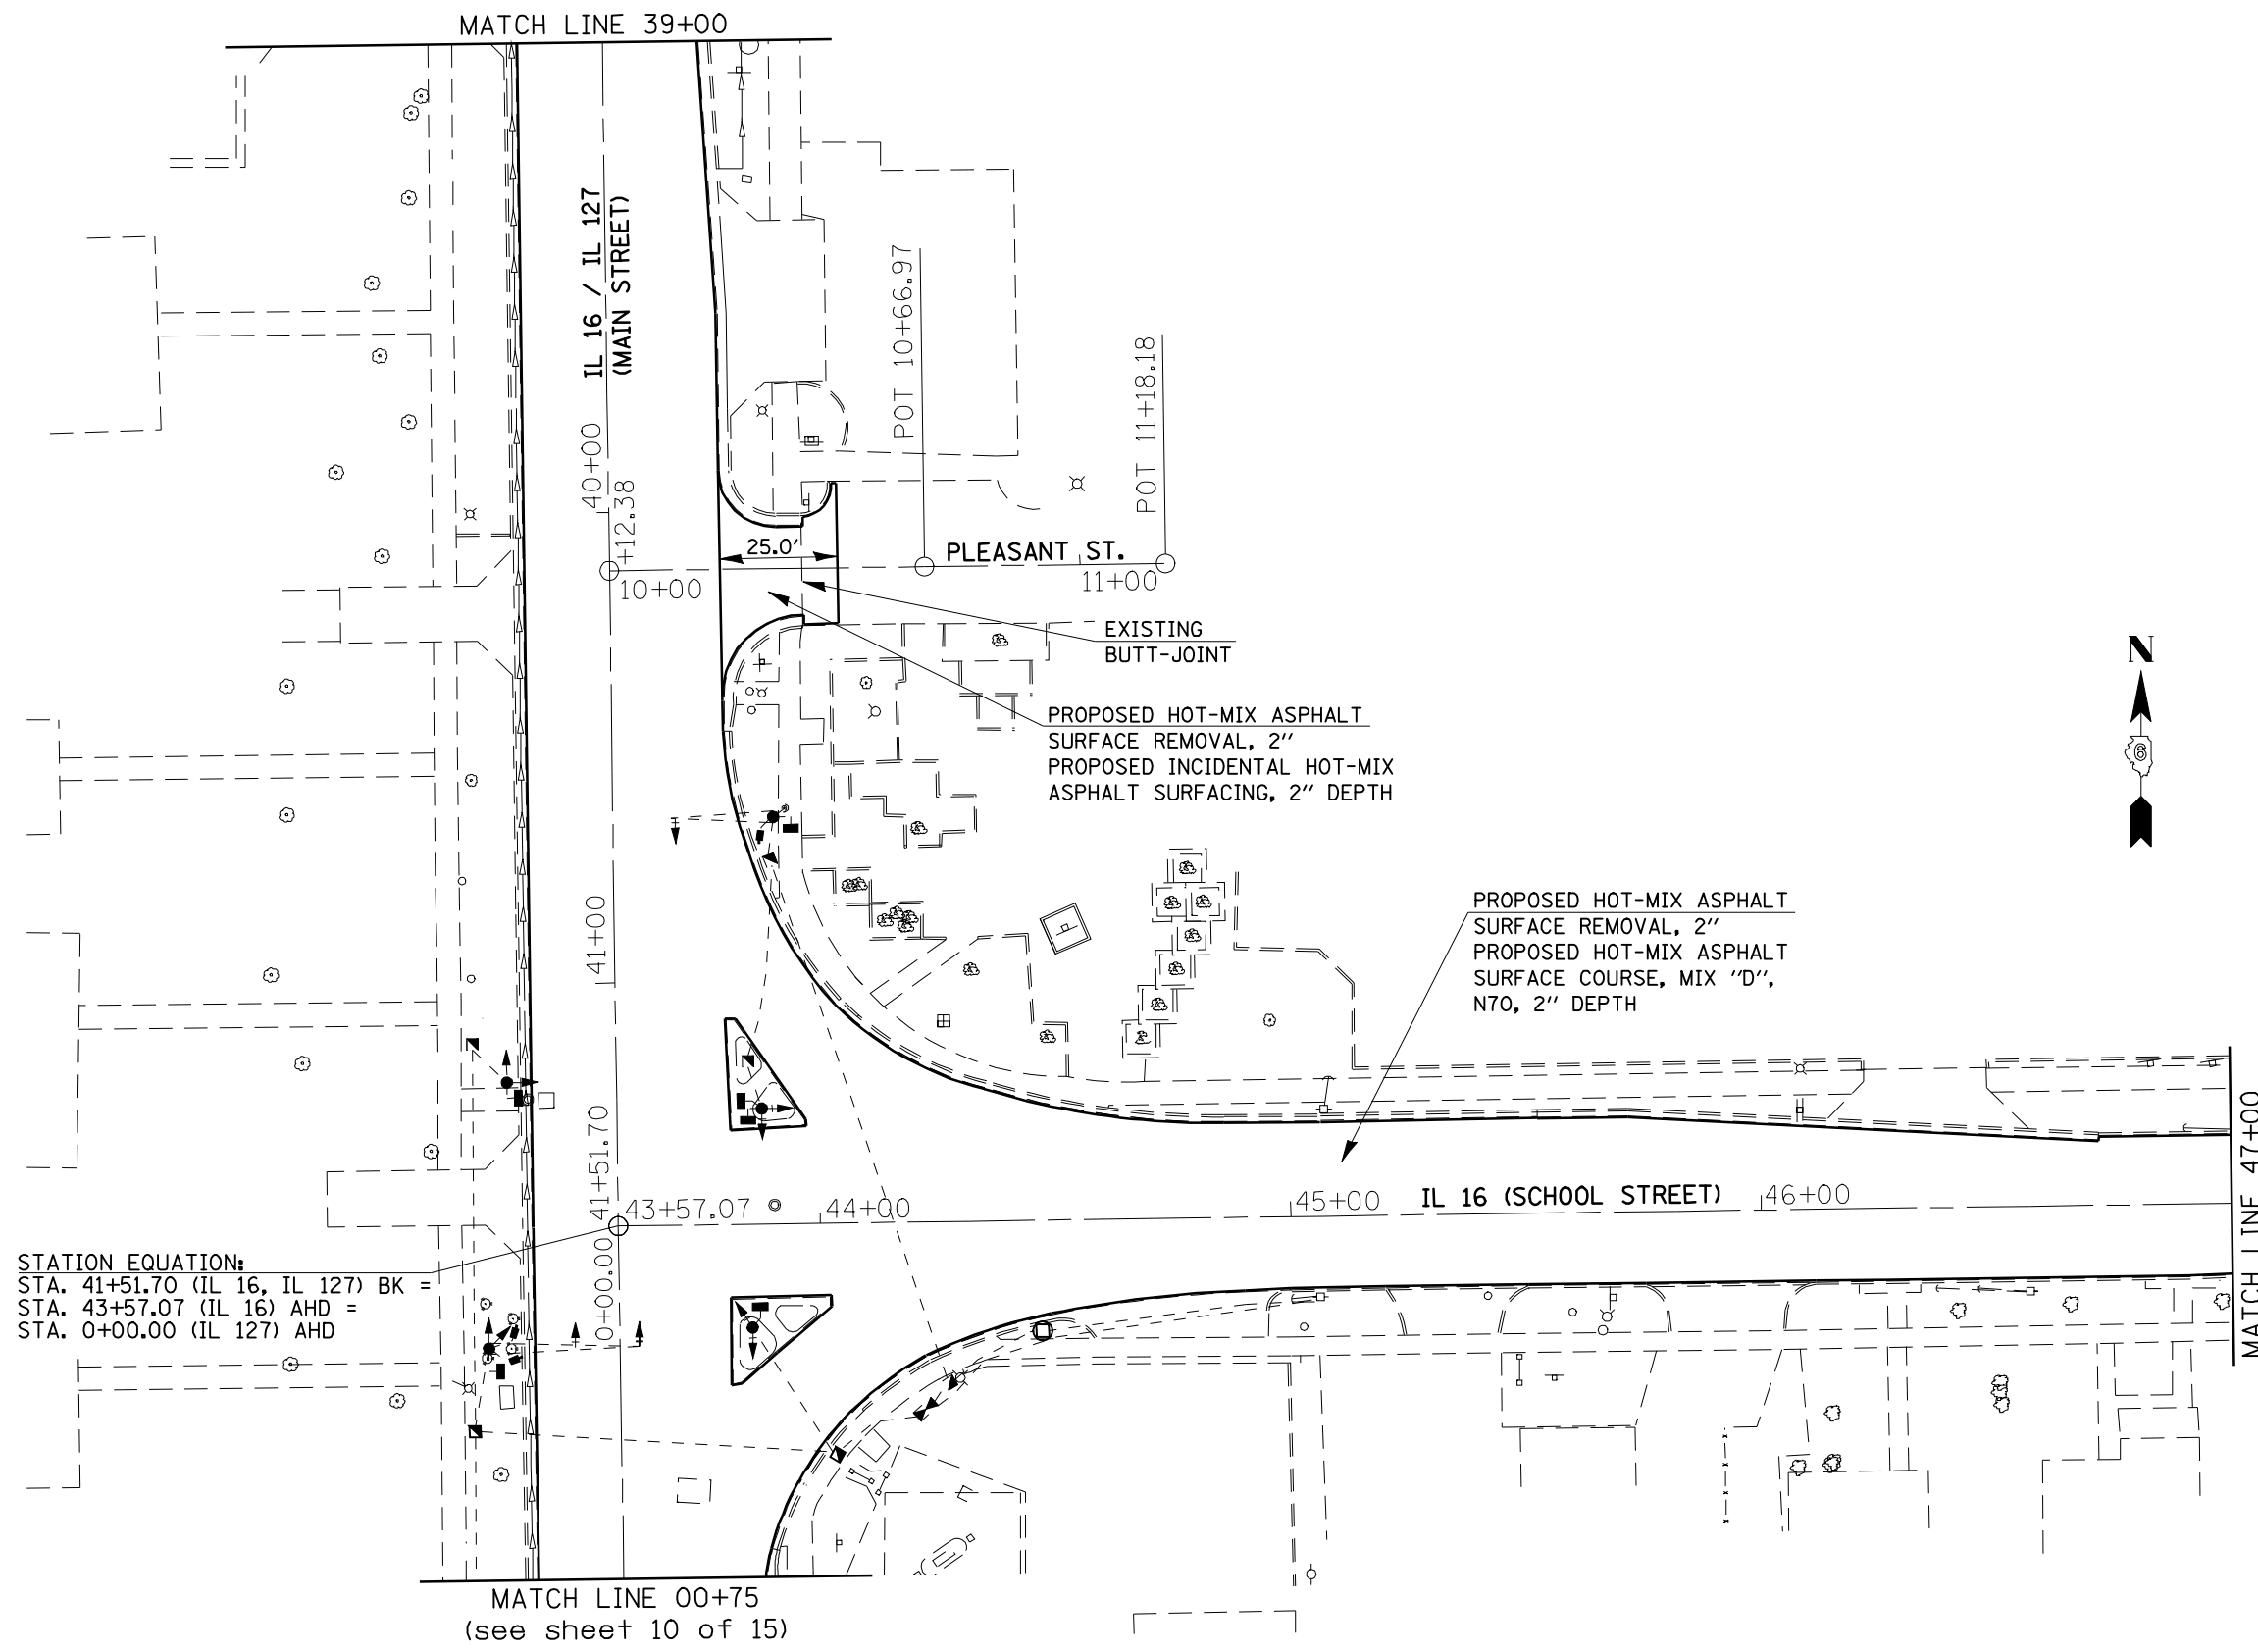 MATCH LINE 39+00
IL 16 / IL 127
(MAIN STREET)
POT 10+66.97
POT 11+18.18
40+00
+12.38
25.0'
PLEASANT ST.
10+00
11+00
EXISTING
BUTT-JOINT
PROPOSED HOT-MIX ASPHALT
SURFACE REMOVAL, 2"
PROPOSED INCIDENTAL HOT-MIX
ASPHALT SURFACING, 2" DEPTH
N
6
41+00
PROPOSED HOT-MIX ASPHALT
SURFACE REMOVAL, 2"
PROPOSED HOT-MIX ASPHALT
SURFACE COURSE, MIX "D",
N70, 2" DEPTH
41+51.70
43+57.07
44+00
45+00
IL 16 (SCHOOL STREET)
46+00
MATCH LINE 47+00
0+00.00
STATION EQUATION:
STA. 41+51.70 (IL 16, IL 127) BK =
STA. 43+57.07 (IL 16) AHD =
STA. 0+00.00 (IL 127) AHD
MATCH LINE 00+75
(see sheet 10 of 15)